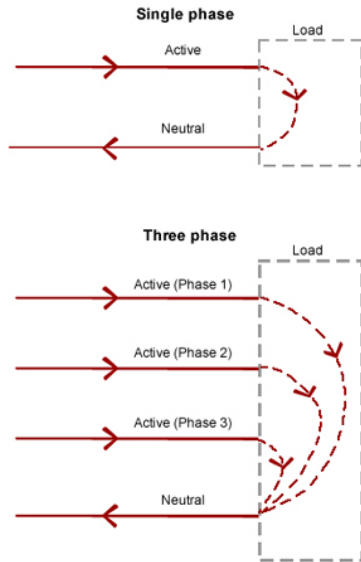 Single phase
Load
Active
Neutral
Three phase
Load
Active (Phase 1)
Active (Phase 2)
Active (Phase 3)
Neutral